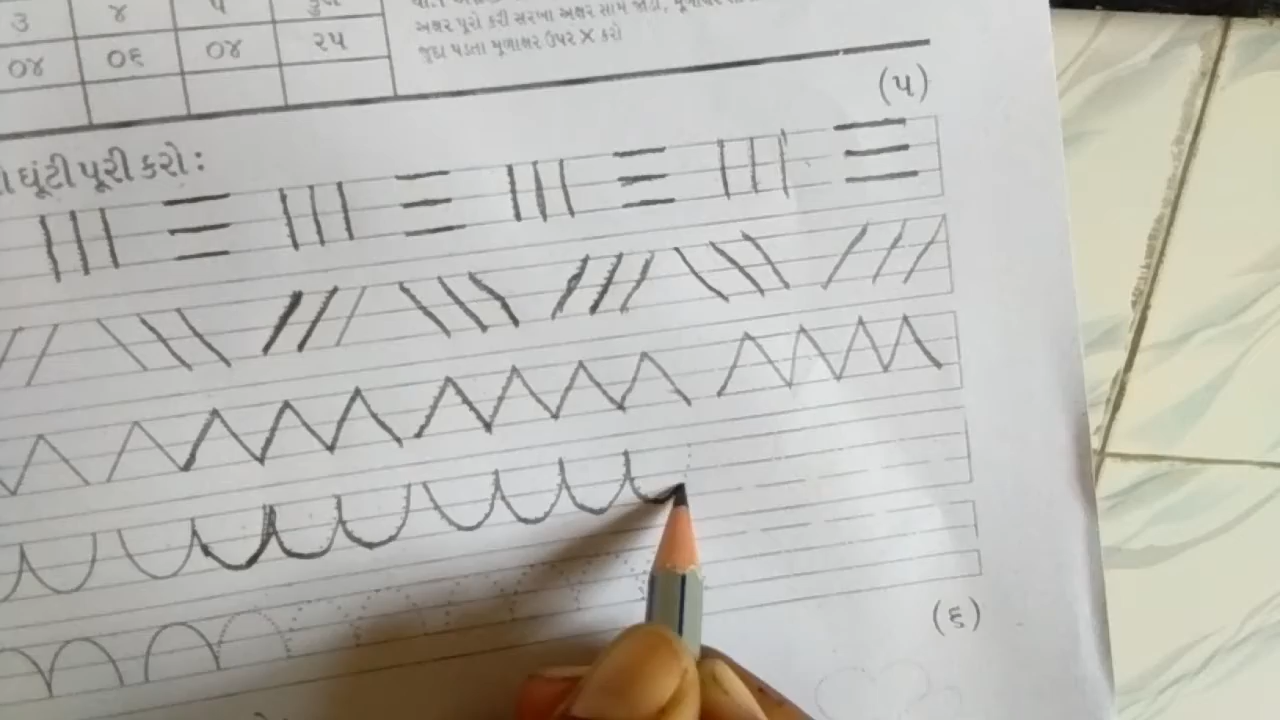 ૩ ૪ ૫
૦૪ ૦૬ ૦૪ ૨૫
અક્ષર પૂરો કરી સરખા અક્ષર સામે જોડો,
જુદા પડતા મૂળાક્ષર ઉપર X કરો
(૫)
ઘૂંટી પૂરી કરો :
(૬)